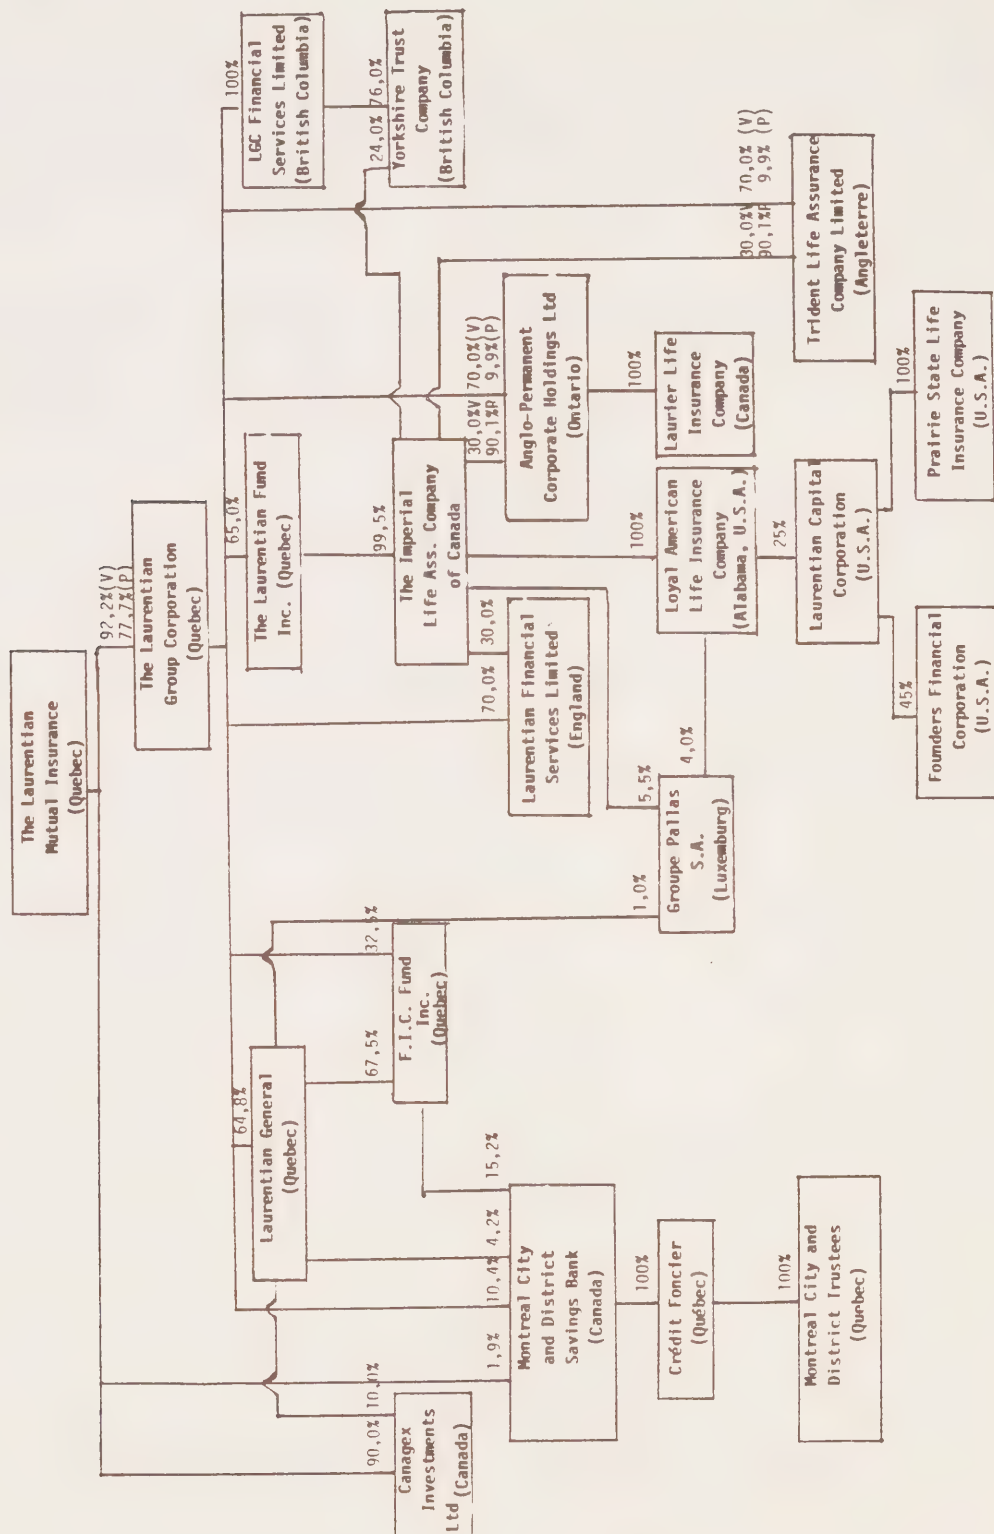 The Laurentian
Mutual Insurance
(Quebec)
92,2%(V)
77,7%(P)
The Laurentian
Group Corporation
(Quebec)
64,8%
65,0%
100%
Laurentian General
(Quebec)
The Laurentian Fund
Inc. (Quebec)
LGC Financial
Services Limited
(British Columbia)
90,0% 10,0%
67,5% 32,5%
99,5%
24,0% 76,0%
Canagex
Investments
Ltd (Canada)
F.I.C. Fund
Inc.
(Quebec)
The Imperial
Life Ass. Company
of Canada
Yorkshire Trust
Company
(British Columbia)
1,9% 10,4% 4,2% 15,2%
70,0% 30,0%
30,0%V 70,0%(V)
90,1%P 9,9%(P)
Montreal City
and District
Savings Bank
(Canada)
Laurentian Financial
Services Limited
(England)
Anglo-Permanent
Corporate Holdings Ltd
(Ontario)
100%
1,0% 5,5%
4,0%
100%
100%
Crédit Foncier
(Québec)
Groupe Pallas
S.A.
(Luxemburg)
Loyal American
Life Insurance
Company
(Alabama, U.S.A.)
Laurier Life
Insurance
Company
(Canada)
100%
25%
30,0%V 70,0% (V)
90,1%P 9,9% (P)
Montreal City and
District Trustees
(Quebec)
Laurentian Capital
Corporation
(U.S.A.)
Trident Life Assurance
Company Limited
(Angleterre)
45%
100%
Founders Financial
Corporation
(U.S.A.)
Prairie State Life
Insurance Company
(U.S.A.)